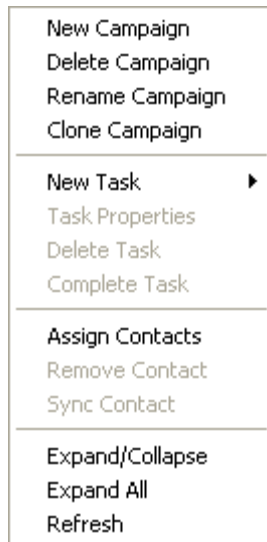 New Campaign
Delete Campaign
Rename Campaign
Clone Campaign
New Task
Task Properties
Delete Task
Complete Task
Assign Contacts
Remove Contact
Sync Contact
Expand/Collapse
Expand All
Refresh